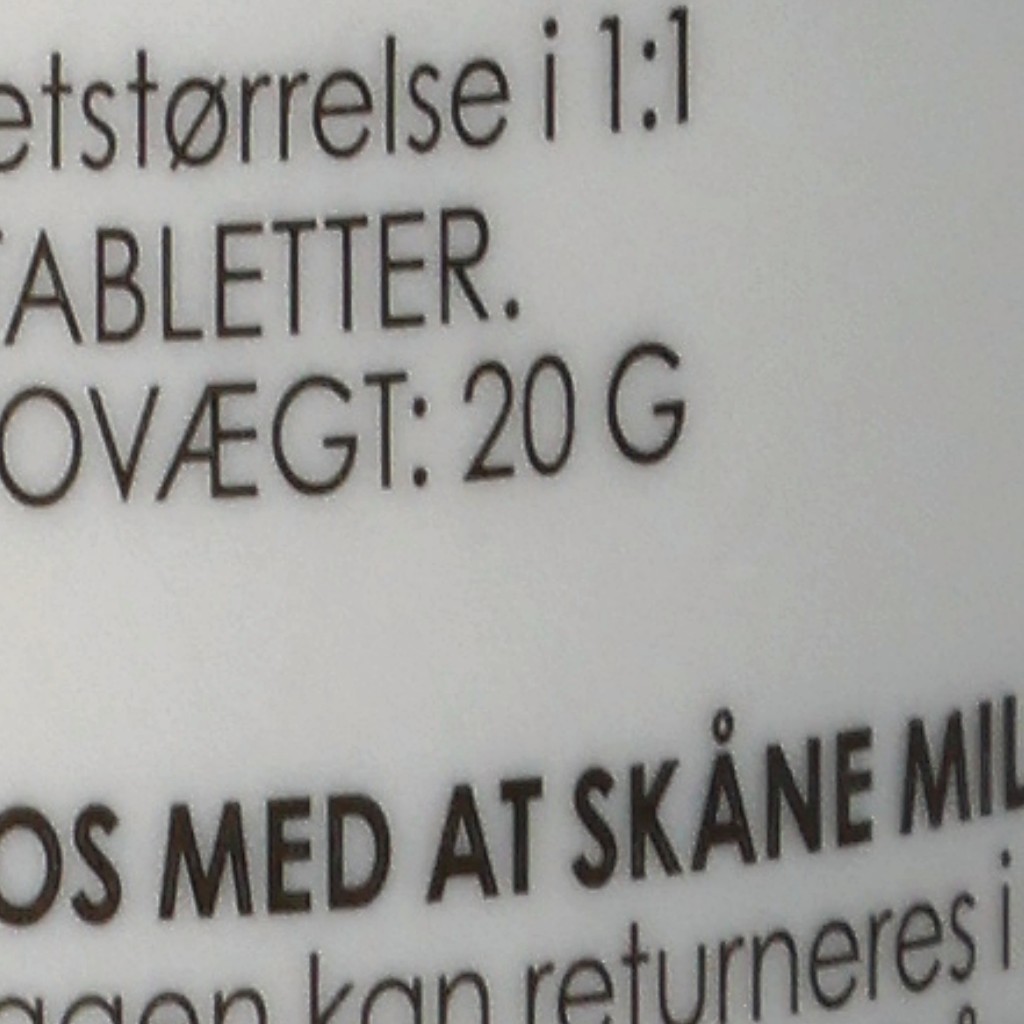 etstørrelse i 1:1
TABLETTER.
OVÆGT: 20 G
OS MED AT SKÅNE MIL
kan returneres i